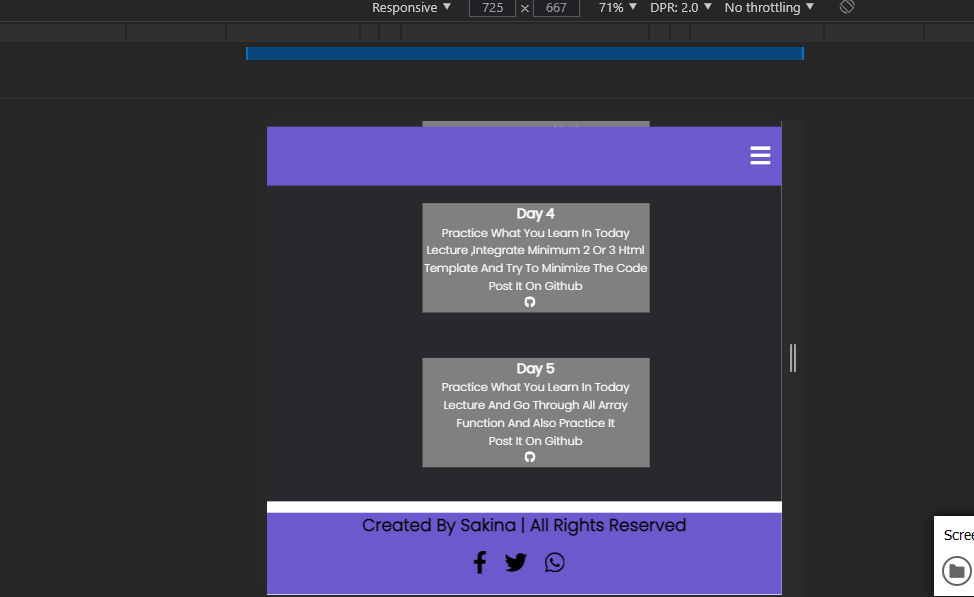 Responsive ▼ 725 × 667 71% ▼ DPR: 2.0 ▼ No throttling ▼
Day 4
Practice What You Learn In Today
Lecture ,Integrate Minimum 2 Or 3 Html
Template And Try To Minimize The Code
Post It On Github
Day 5
Practice What You Learn In Today
Lecture And Go Through All Array
Function And Also Practice It
Post It On Github
Created By Sakina | All Rights Reserved
Scree